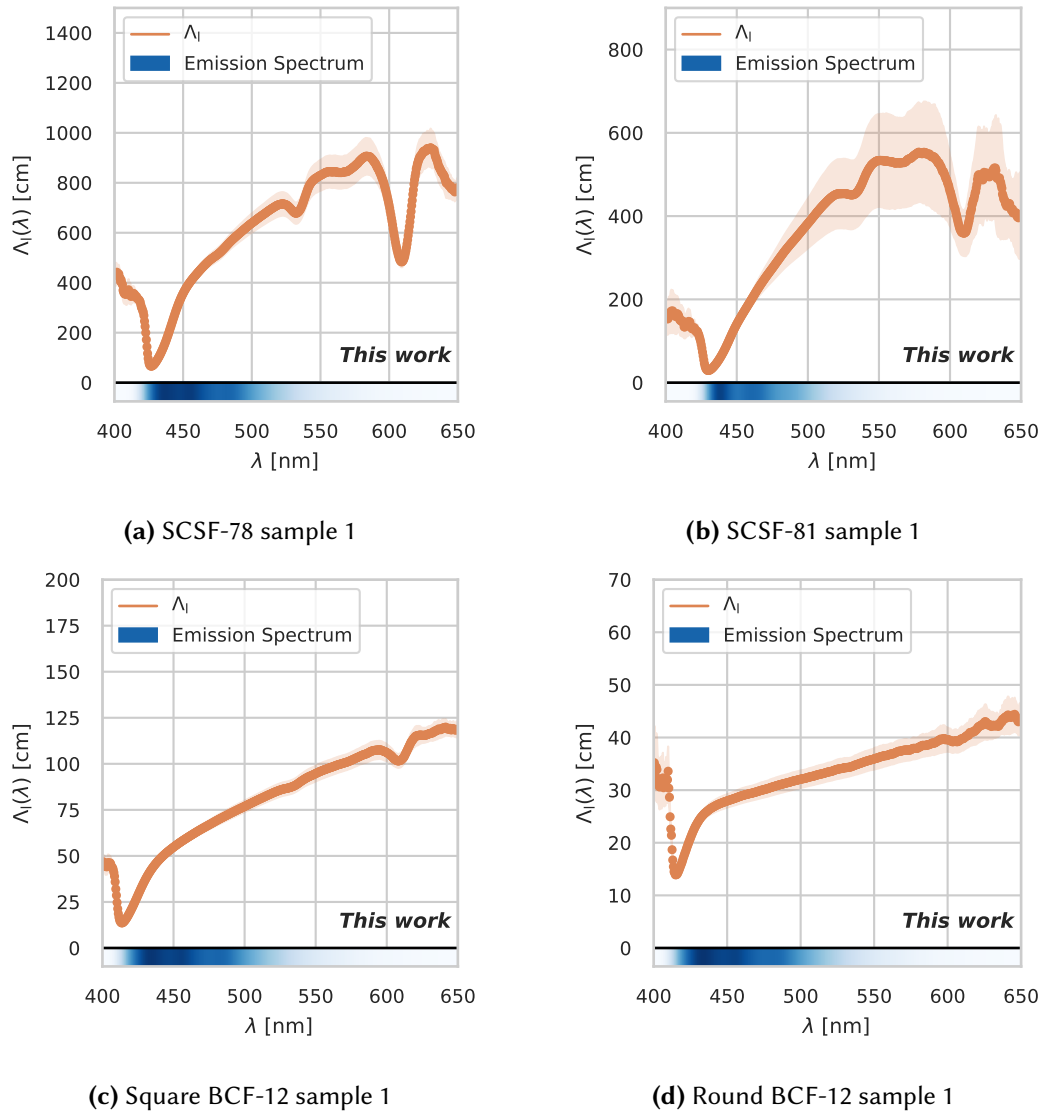 1400
1200
1000
800
600
400
200
0
Λl(λ) [cm]
Λl
Emission Spectrum
This work
400 450 500 550 600 650
λ [nm]
(a) SCSF-78 sample 1
800
600
400
200
0
Λl(λ) [cm]
Λl
Emission Spectrum
This work
400 450 500 550 600 650
λ [nm]
(b) SCSF-81 sample 1
200
175
150
125
100
75
50
25
0
Λl(λ) [cm]
Λl
Emission Spectrum
This work
400 450 500 550 600 650
λ [nm]
(c) Square BCF-12 sample 1
70
60
50
40
30
20
10
0
Λl(λ) [cm]
Λl
Emission Spectrum
This work
400 450 500 550 600 650
λ [nm]
(d) Round BCF-12 sample 1